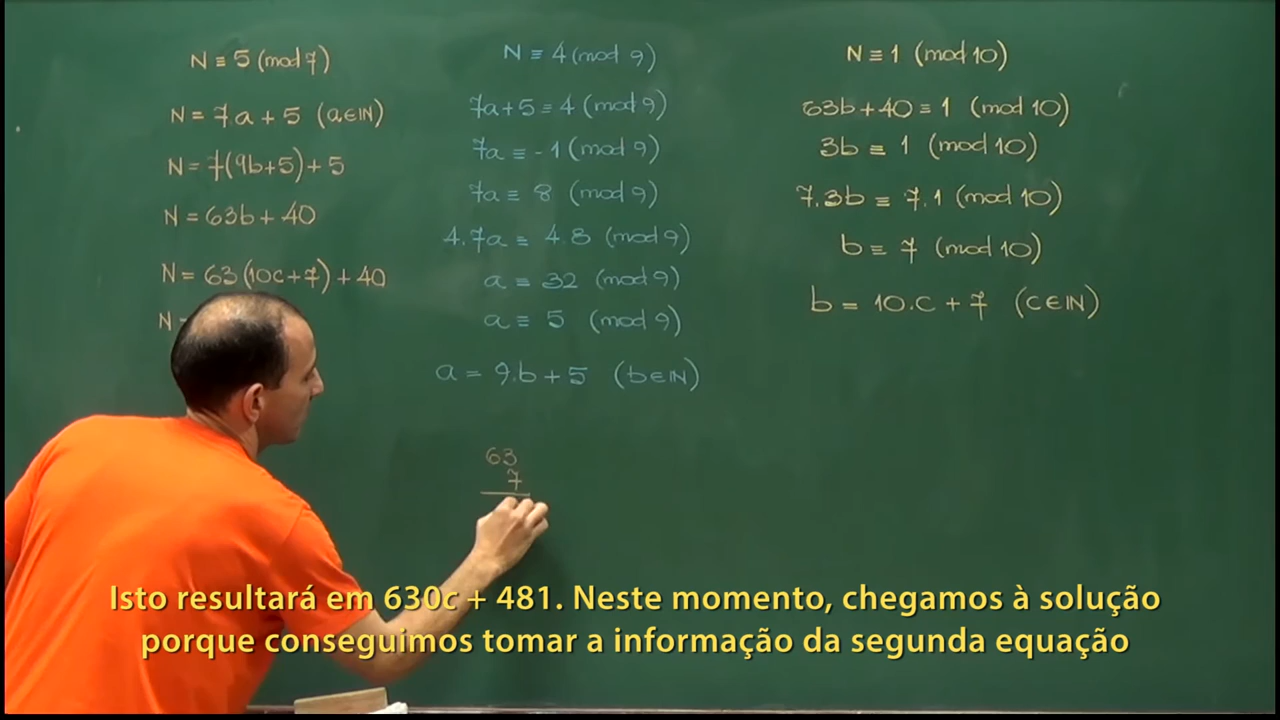 N ≡ 5 (mod 7)
N = 7a + 5 (a∈IN)
N = 7(9b+5) + 5
N = 63b + 40
N = 63(10c+7) + 40
N =
N ≡ 4 (mod 9)
7a + 5 ≡ 4 (mod 9)
7a ≡ -1 (mod 9)
7a ≡ 8 (mod 9)
4.7a ≡ 4.8 (mod 9)
a ≡ 32 (mod 9)
a ≡ 5 (mod 9)
a = 9.b + 5 (b∈IN)
63
7
N ≡ 1 (mod 10)
63b + 40 ≡ 1 (mod 10)
3b ≡ 1 (mod 10)
7.3b ≡ 7.1 (mod 10)
b ≡ 7 (mod 10)
b = 10.c + 7 (c∈IN)
Isto resultará em 630c + 481. Neste momento, chegamos à solução
porque conseguimos tomar a informação da segunda equação